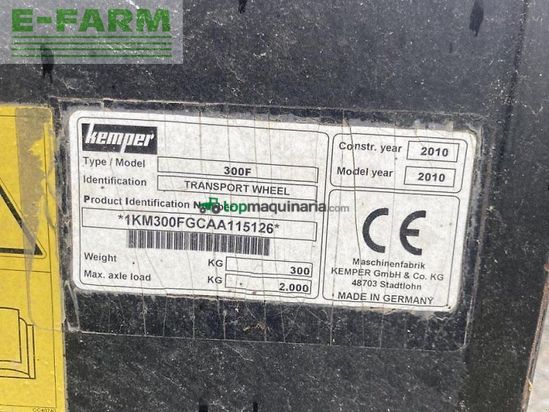 E-FARM
kemper
Type / Model 300F
Identification TRANSPORT WHEEL
Product Identification
topmaquinaria.com
*1KM300FGCAA115126*
Weight KG 300
Max. axle load KG 2.000
Constr. year 2010
Model year 2010
CE
Maschinenfabrik
KEMPER GmbH & Co. KG
48703 Stadtlohn
MADE IN GERMANY